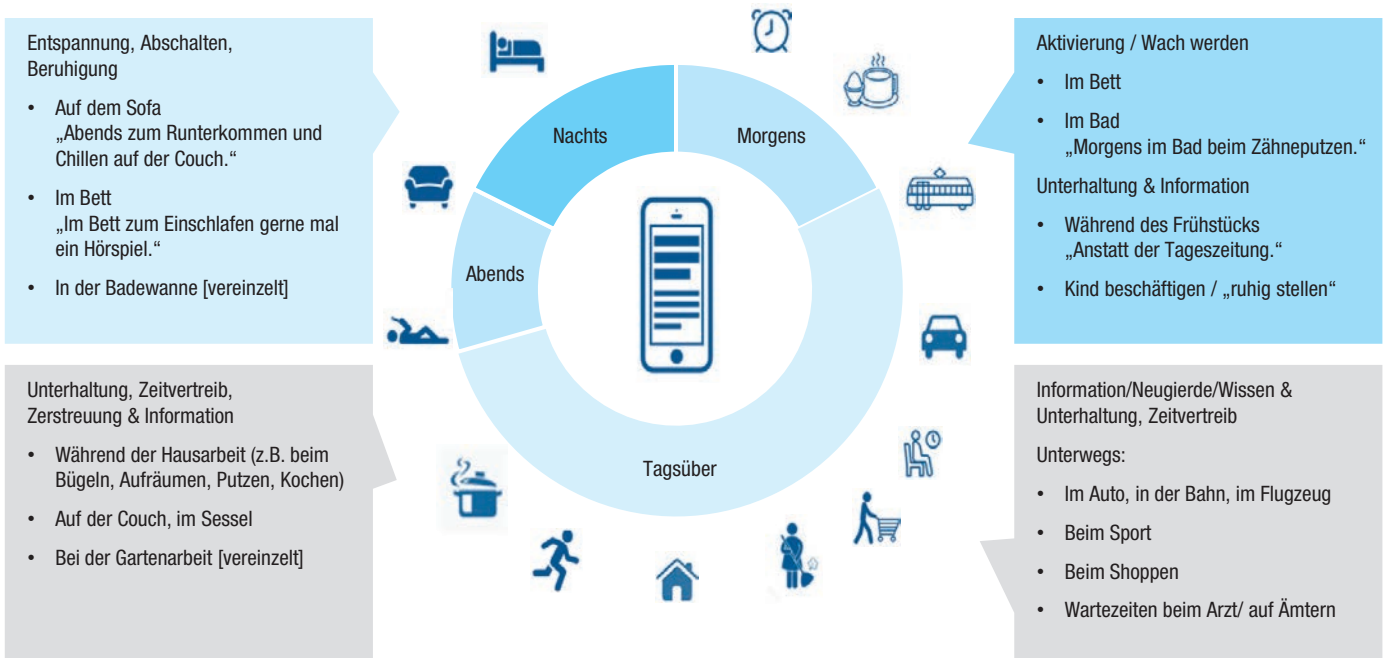 Entspannung, Abschalten,
Beruhigung
• Auf dem Sofa
„Abends zum Runterkommen und
Chillen auf der Couch.“
• Im Bett
„Im Bett zum Einschlafen gerne mal
ein Hörspiel.“
• In der Badewanne [vereinzelt]
Unterhaltung, Zeitvertreib,
Zerstreuung & Information
• Während der Hausarbeit (z.B. beim
Bügeln, Aufräumen, Putzen, Kochen)
• Auf der Couch, im Sessel
• Bei der Gartenarbeit [vereinzelt]
Nachts
Morgens
Abends
Tagsüber
Aktivierung / Wach werden
• Im Bett
• Im Bad
„Morgens im Bad beim Zähneputzen.“
Unterhaltung & Information
• Während des Frühstücks
„Anstatt der Tageszeitung.“
• Kind beschäftigen / „ruhig stellen“
Information/Neugierde/Wissen &
Unterhaltung, Zeitvertreib
Unterwegs:
• Im Auto, in der Bahn, im Flugzeug
• Beim Sport
• Beim Shoppen
• Wartezeiten beim Arzt/ auf Ämtern